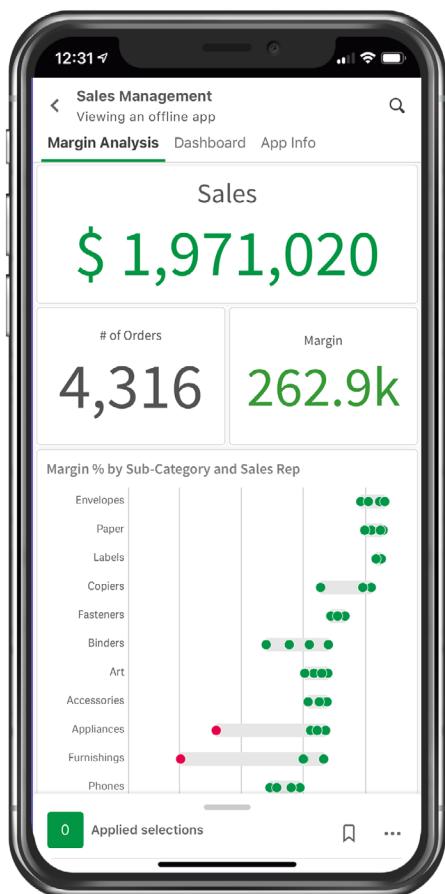 12:31
Sales Management
Viewing an offline app
Margin Analysis Dashboard App Info
Sales
$ 1,971,020
# of Orders
4,316
Margin
262.9k
Margin % by Sub-Category and Sales Rep
Envelopes
Paper
Labels
Copiers
Fasteners
Binders
Art
Accessories
Appliances
Furnishings
Phones
0 Applied selections